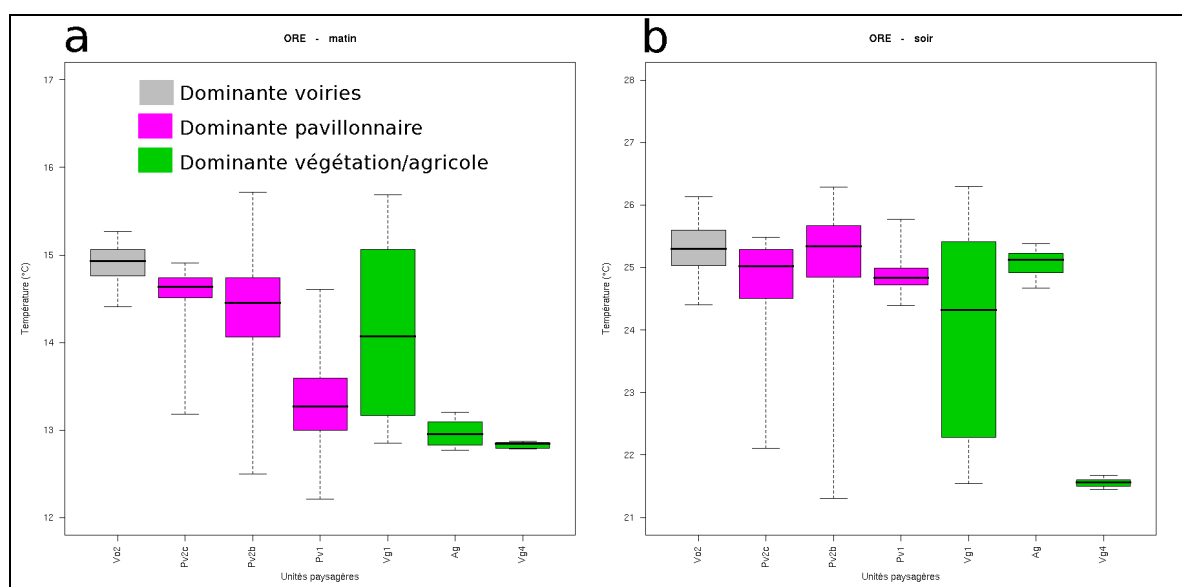 a
ORE - matin
17
16
15
14
13
12
Température (°C)
Dominante voiries
Dominante pavillonnaire
Dominante végétation/agricole
Vo2
Pv2c
Pv2b
Pv1
Vg1
Ag
Vg4
Unités paysagères
b
ORE - soir
28
27
26
25
24
23
22
21
Température (°C)
Vo2
Pv2c
Pv2b
Pv1
Vg1
Ag
Vg4
Unités paysagères